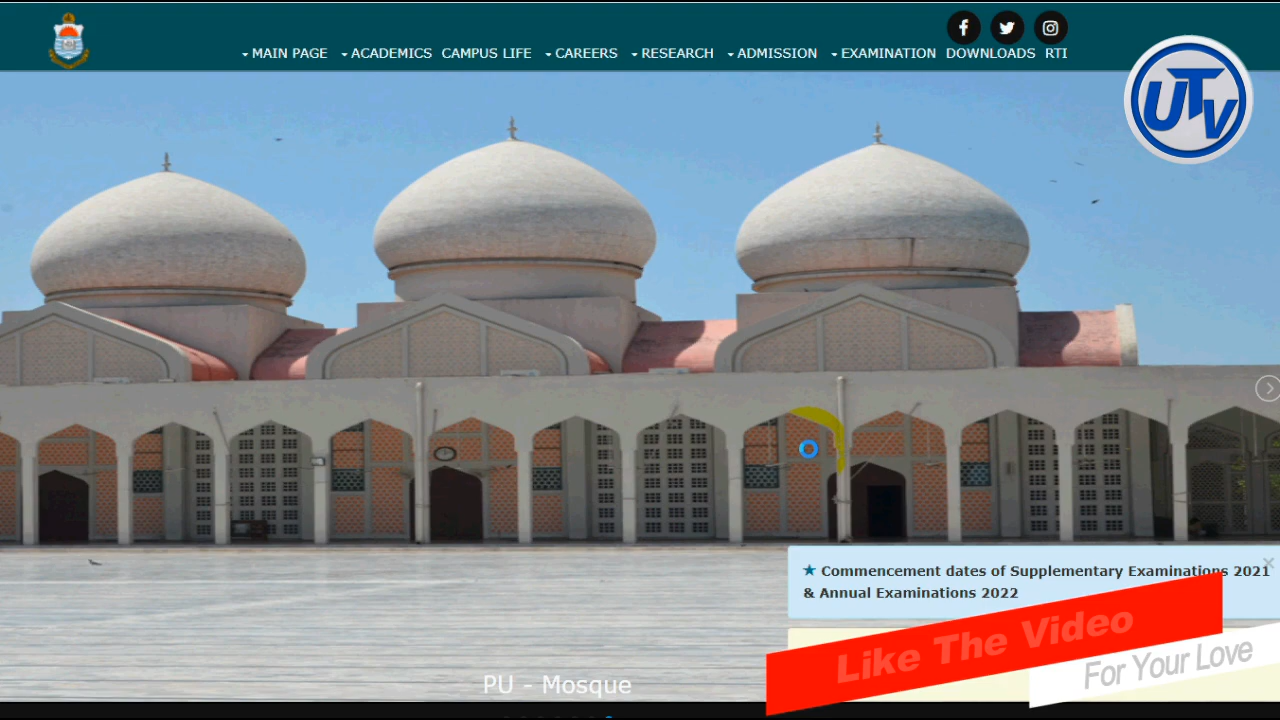 MAIN PAGE ACADEMICS CAMPUS LIFE CAREERS RESEARCH ADMISSION EXAMINATION DOWNLOADS RTI
UTV
★ Commencement dates of Supplementary Examinations 2021
& Annual Examinations 2022
Like The Video
For Your Love
PU - Mosque